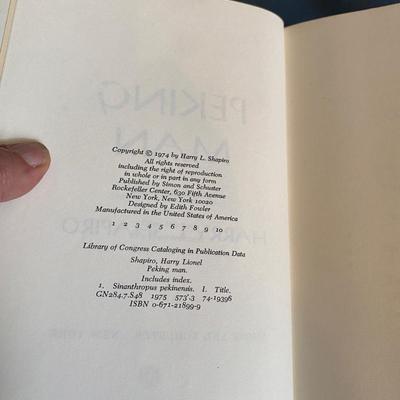 Copyright © 1974 by Harry L. Shapiro
All rights reserved
including the right of reproduction
in whole or in part in any form
Published by Simon and Schuster
Rockefeller Center, 630 Fifth Avenue
New York, New York 10020
Designed by Edith Fowler
Manufactured in the United States of America
1 2 3 4 5 6 7 8 9 10
Library of Congress Cataloging in Publication Data
Shapiro, Harry Lionel
Peking man.
Includes index.
1. Sinanthropus pekinensis. I. Title.
GN284.7.S48 1975 573'.3 74-19396
ISBN 0-671-21899-9